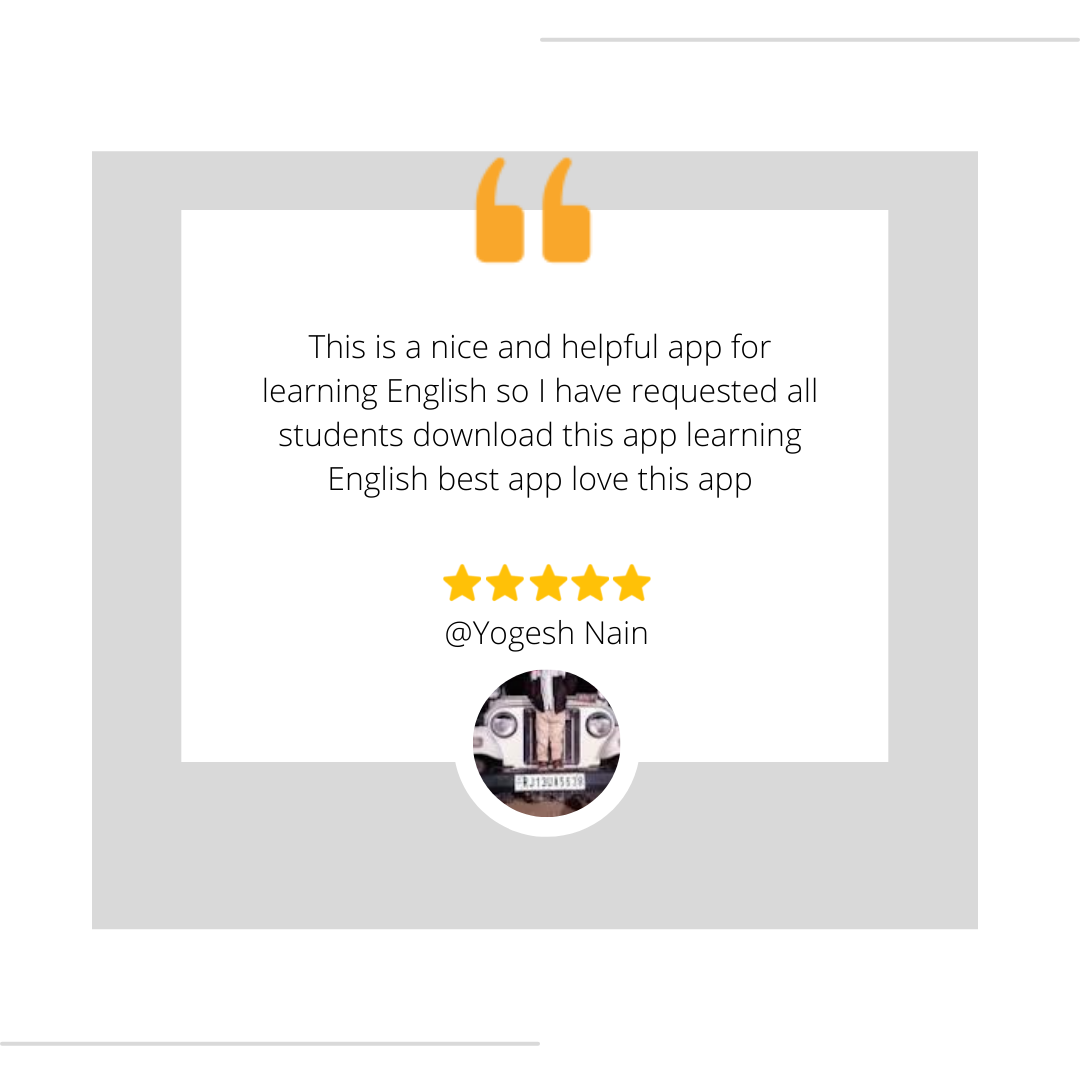 This is a nice and helpful app for
learning English so I have requested all
students download this app learning
English best app love this app
@Yogesh Nain